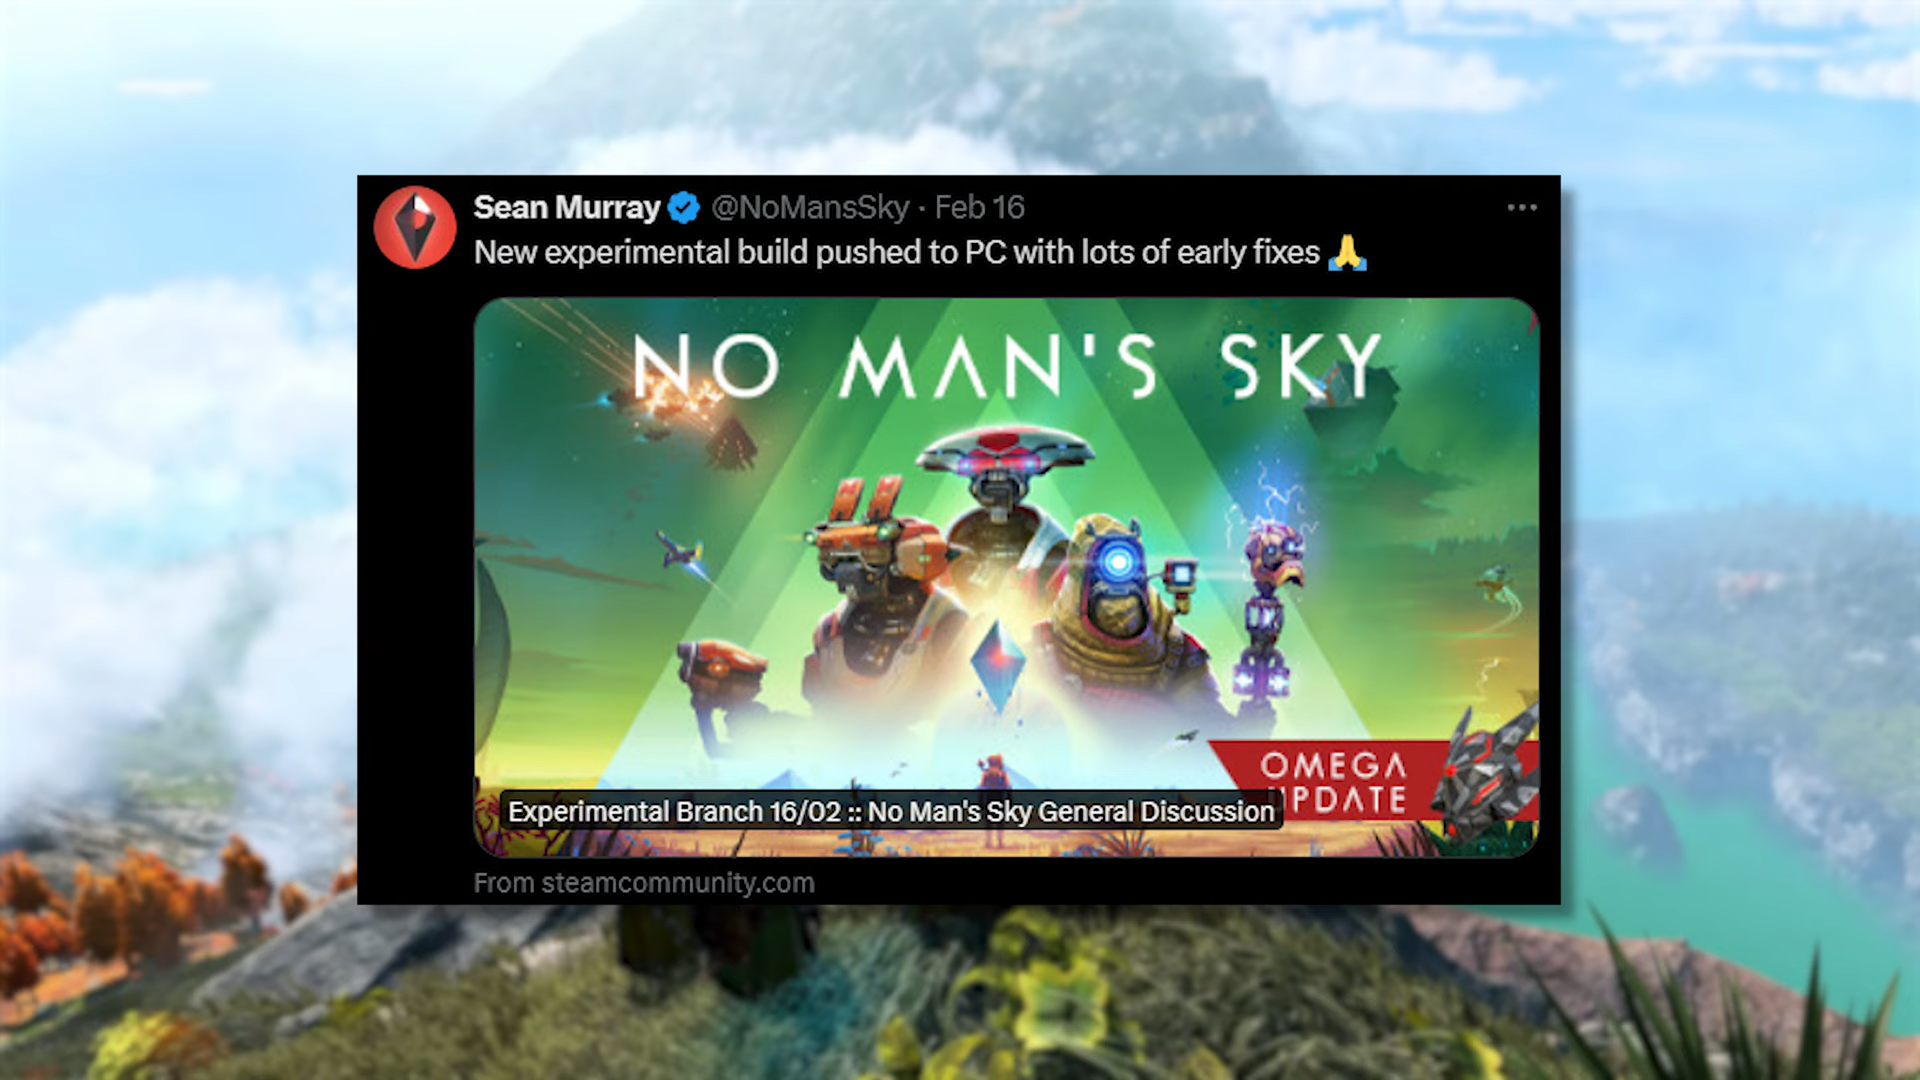 Sean Murray @NoMansSky · Feb 16
New experimental build pushed to PC with lots of early fixes 🙏
NO MAN'S SKY
OMEGA
UPDATE
Experimental Branch 16/02 :: No Man's Sky General Discussion
From steamcommunity.com